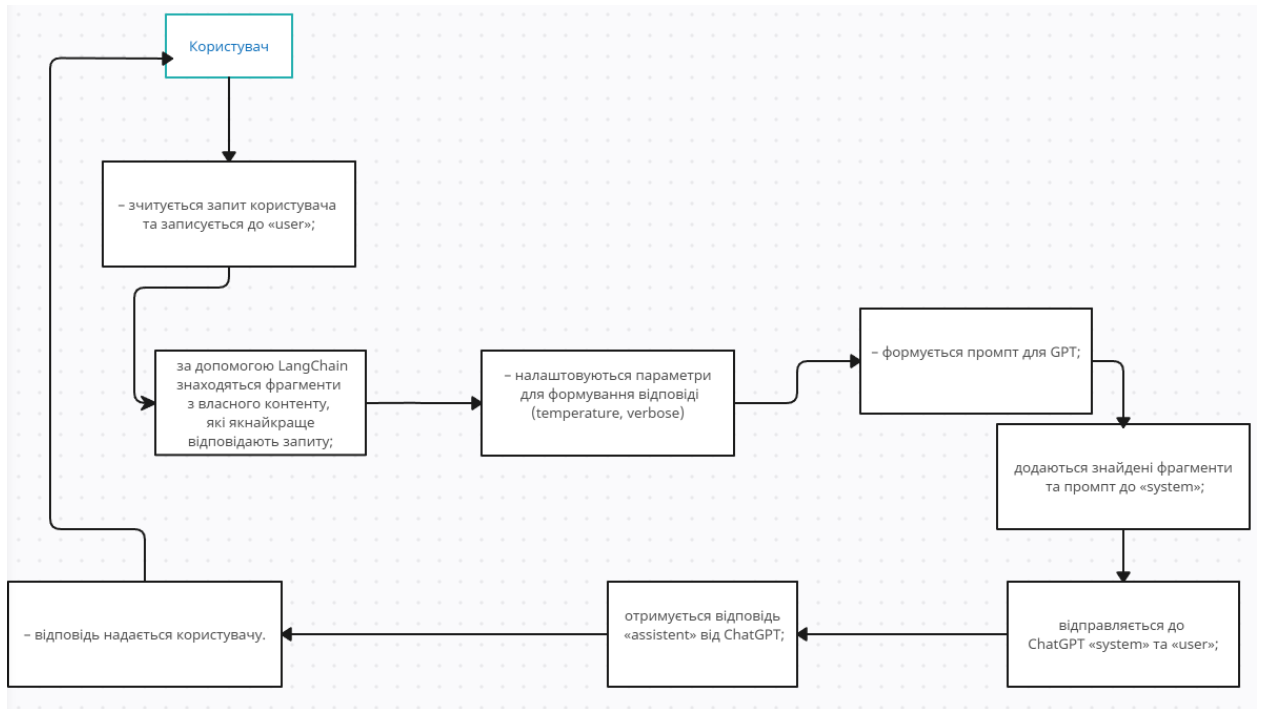 Користувач
– зчитується запит користувача
та записується до «user»;
за допомогою LangChain
знаходяться фрагменти
з власного контенту,
які якнайкраще
відповідають запиту;
– налаштовуються параметри
для формування відповіді
(temperature, verbose)
– формується промпт для GPT;
додаються знайдені фрагменти
та промпт до «system»;
відправляється до
ChatGPT «system» та «user»;
отримується відповідь
«assistent» від ChatGPT;
– відповідь надається користувачу.